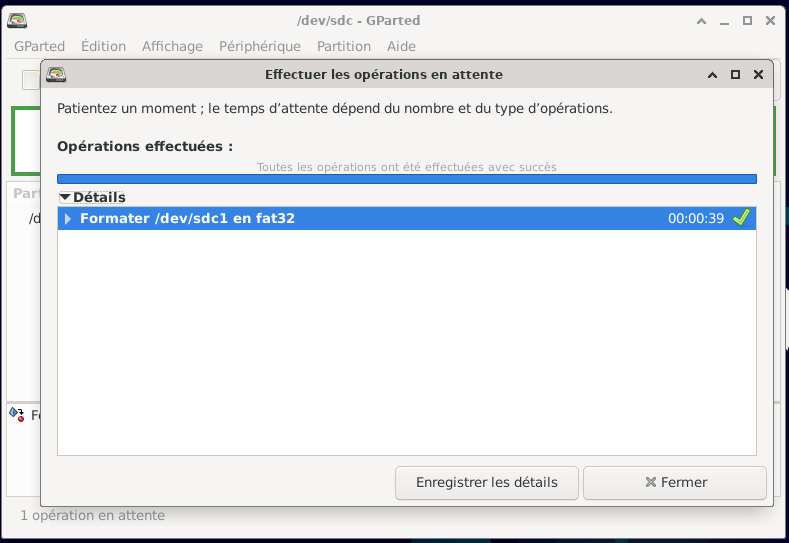 /dev/sdc - GParted
GParted Édition Affichage Périphérique Partition Aide
Effectuer les opérations en attente
Patientez un moment ; le temps d’attente dépend du nombre et du type d’opérations.
Opérations effectuées :
Toutes les opérations ont été effectuées avec succès
Détails
Formater /dev/sdc1 en fat32 00:00:39
Enregistrer les détails Fermer
1 opération en attente